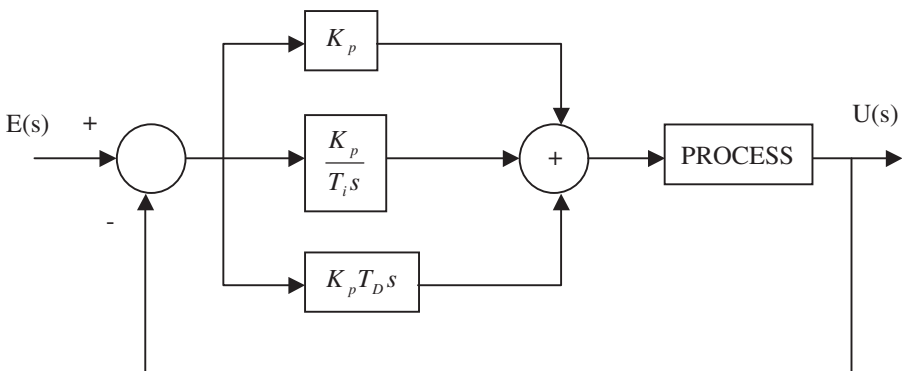 K_p
E(s) +
K_p
T_i s
+
PROCESS
U(s)
-
K_p T_D s